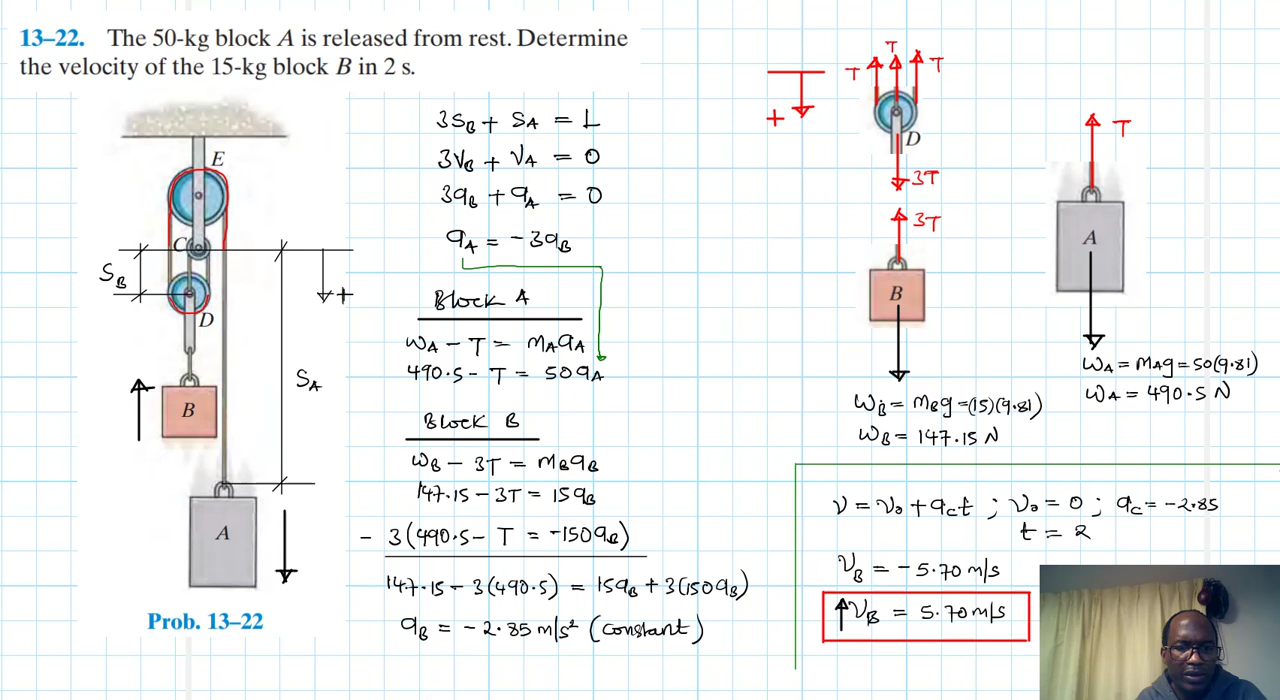 13–22. The 50-kg block A is released from rest. Determine
the velocity of the 15-kg block B in 2 s.
E
C
D
B
A
S_B
S_A
+
Prob. 13–22
3S_B + S_A = L
3V_B + V_A = 0
3a_B + a_A = 0
a_A = -3a_B
Block A
W_A - T = m_A a_A
490.5 - T = 50a_A
Block B
W_B - 3T = m_B a_B
147.15 - 3T = 15a_B
- 3(490.5 - T = -150a_B)
147.15 - 3(490.5) = 15a_B + 3(150a_B)
a_B = -2.85 m/s² (constant)
+
T
T
T
D
3T
3T
B
W_B = m_B g = (15)(9.81)
W_B = 147.15 N
T
A
W_A = m_A g = 50(9.81)
W_A = 490.5 N
V = V_0 + a_c t ; V_0 = 0 ; a_c = -2.85
t = 2
V_B = -5.70 m/s
↑V_B = 5.70 m/s